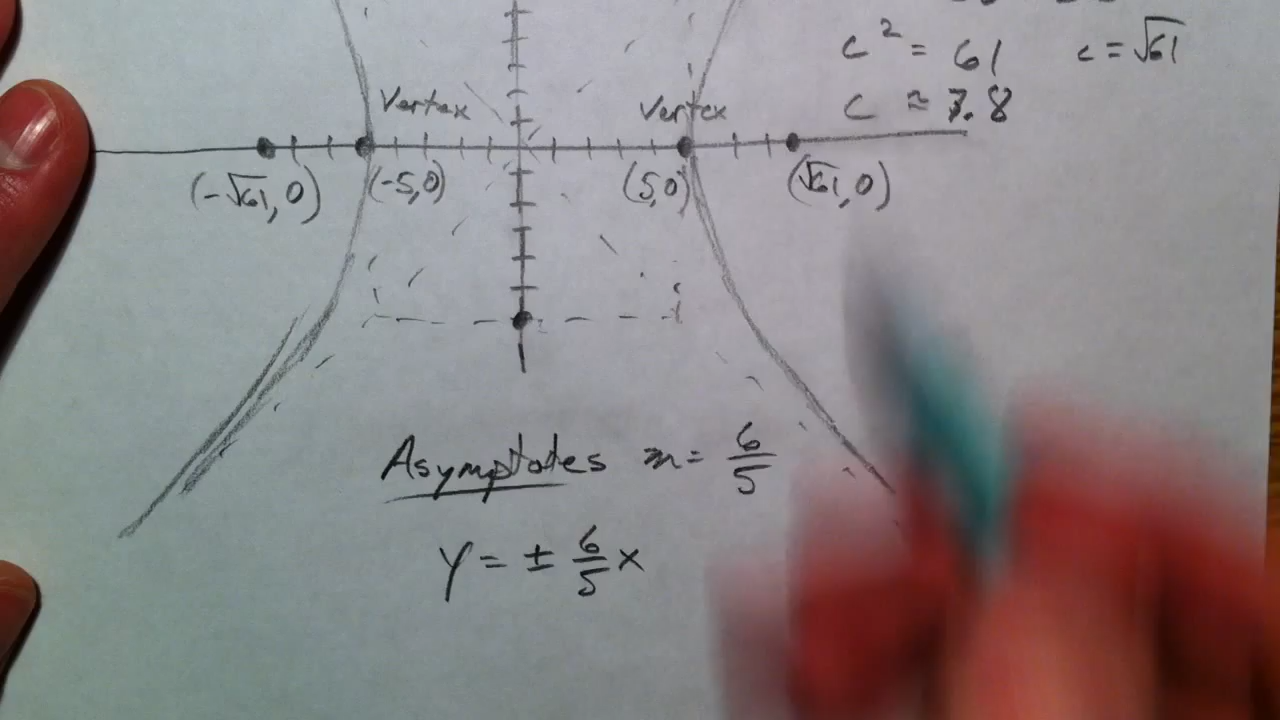 c² = 61 c = √61
c ≈ 7.8
Vertex Vertex
(-√61, 0) (-5,0) (5,0) (√61, 0)
Asymptotes m = 6/5
y = ± 6/5 x